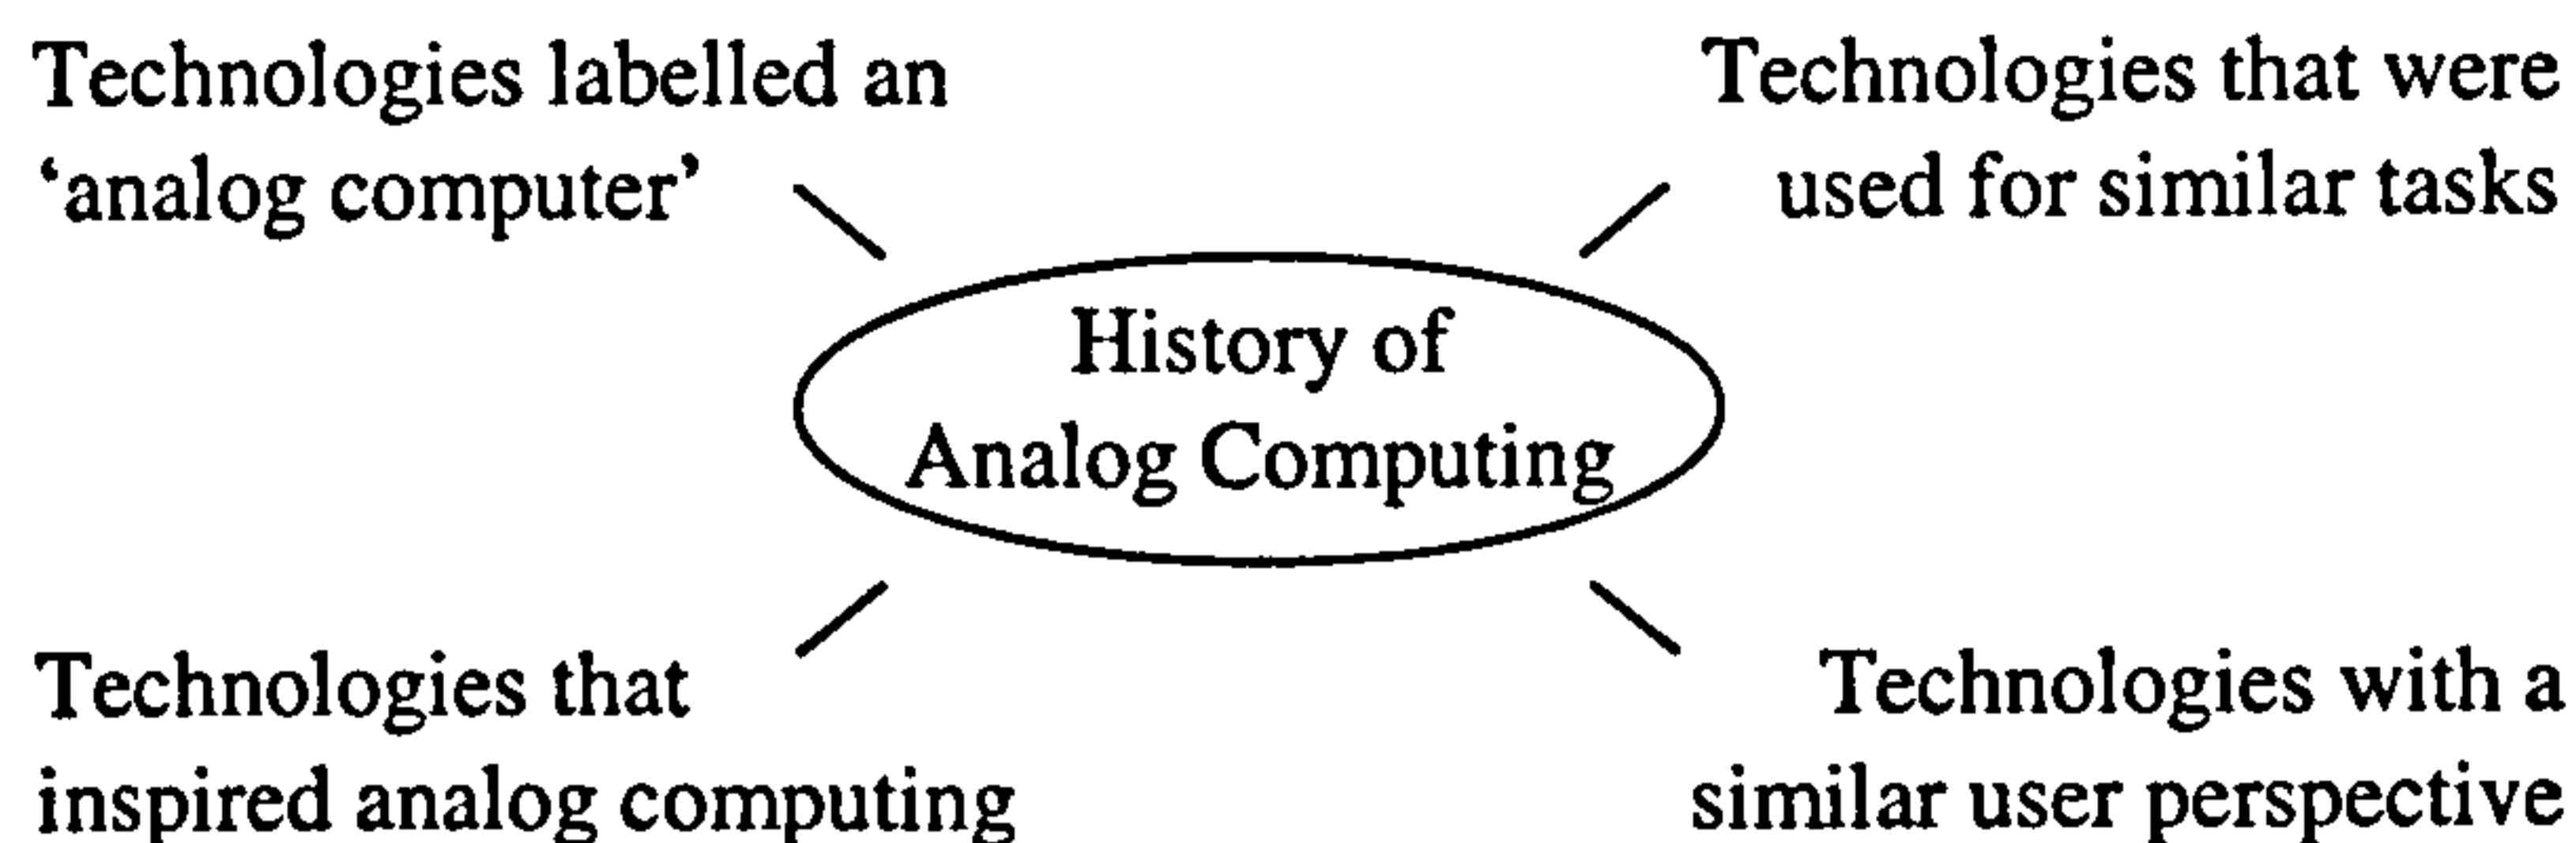 Technologies labelled an
‘analog computer’
Technologies that were
used for similar tasks
History of
Analog Computing
Technologies that
inspired analog computing
Technologies with a
similar user perspective